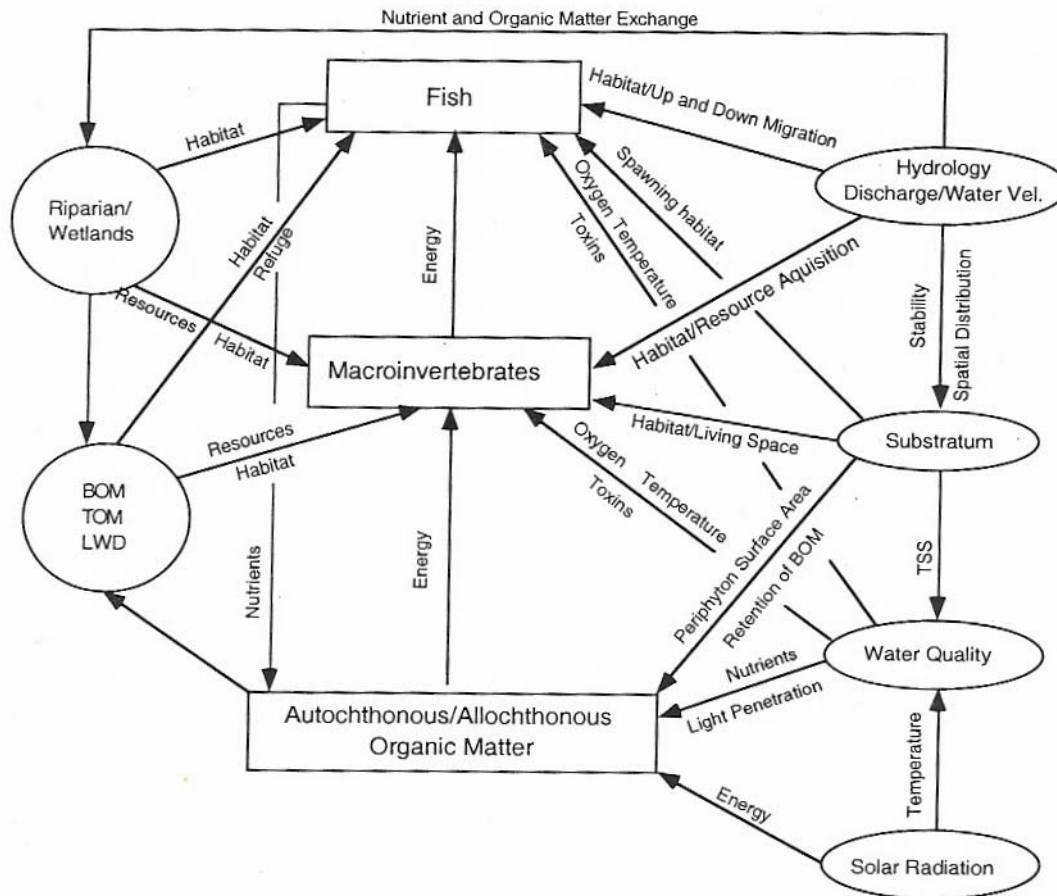 Nutrient and Organic Matter Exchange
Fish
Habitat/Up and Down Migration
Habitat
Hydrology
Discharge/Water Vel.
Riparian/
Wetlands
Habitat
Refuge
Energy
Oxygen Temperature
Toxins
Spawning habitat
Resources
Habitat
Habitat/Resource Aquisition
Stability
Spatial Distribution
Macroinvertebrates
Habitat/Living Space
Substratum
Resources
Habitat
Oxygen Temperature
Toxins
BOM
TOM
LWD
Nutrients
Energy
Periphyton Surface Area
Retention of BOM
TSS
Water Quality
Nutrients
Light Penetration
Autochthonous/Allochthonous
Organic Matter
Temperature
Energy
Solar Radiation